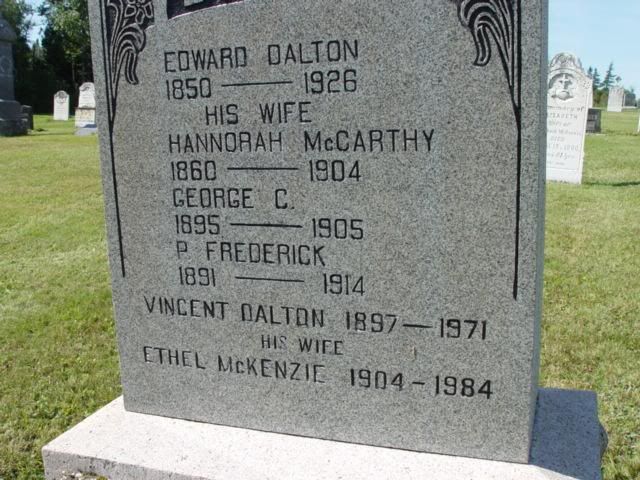 EDWARD DALTON
1850 — 1926
HIS WIFE
HANNORAH McCARTHY
1860 — 1904
GEORGE C.
1895 — 1905
P. FREDERICK
1891 — 1914
VINCENT DALTON 1897 — 1971
HIS WIFE
ETHEL McKENZIE 1904 - 1984